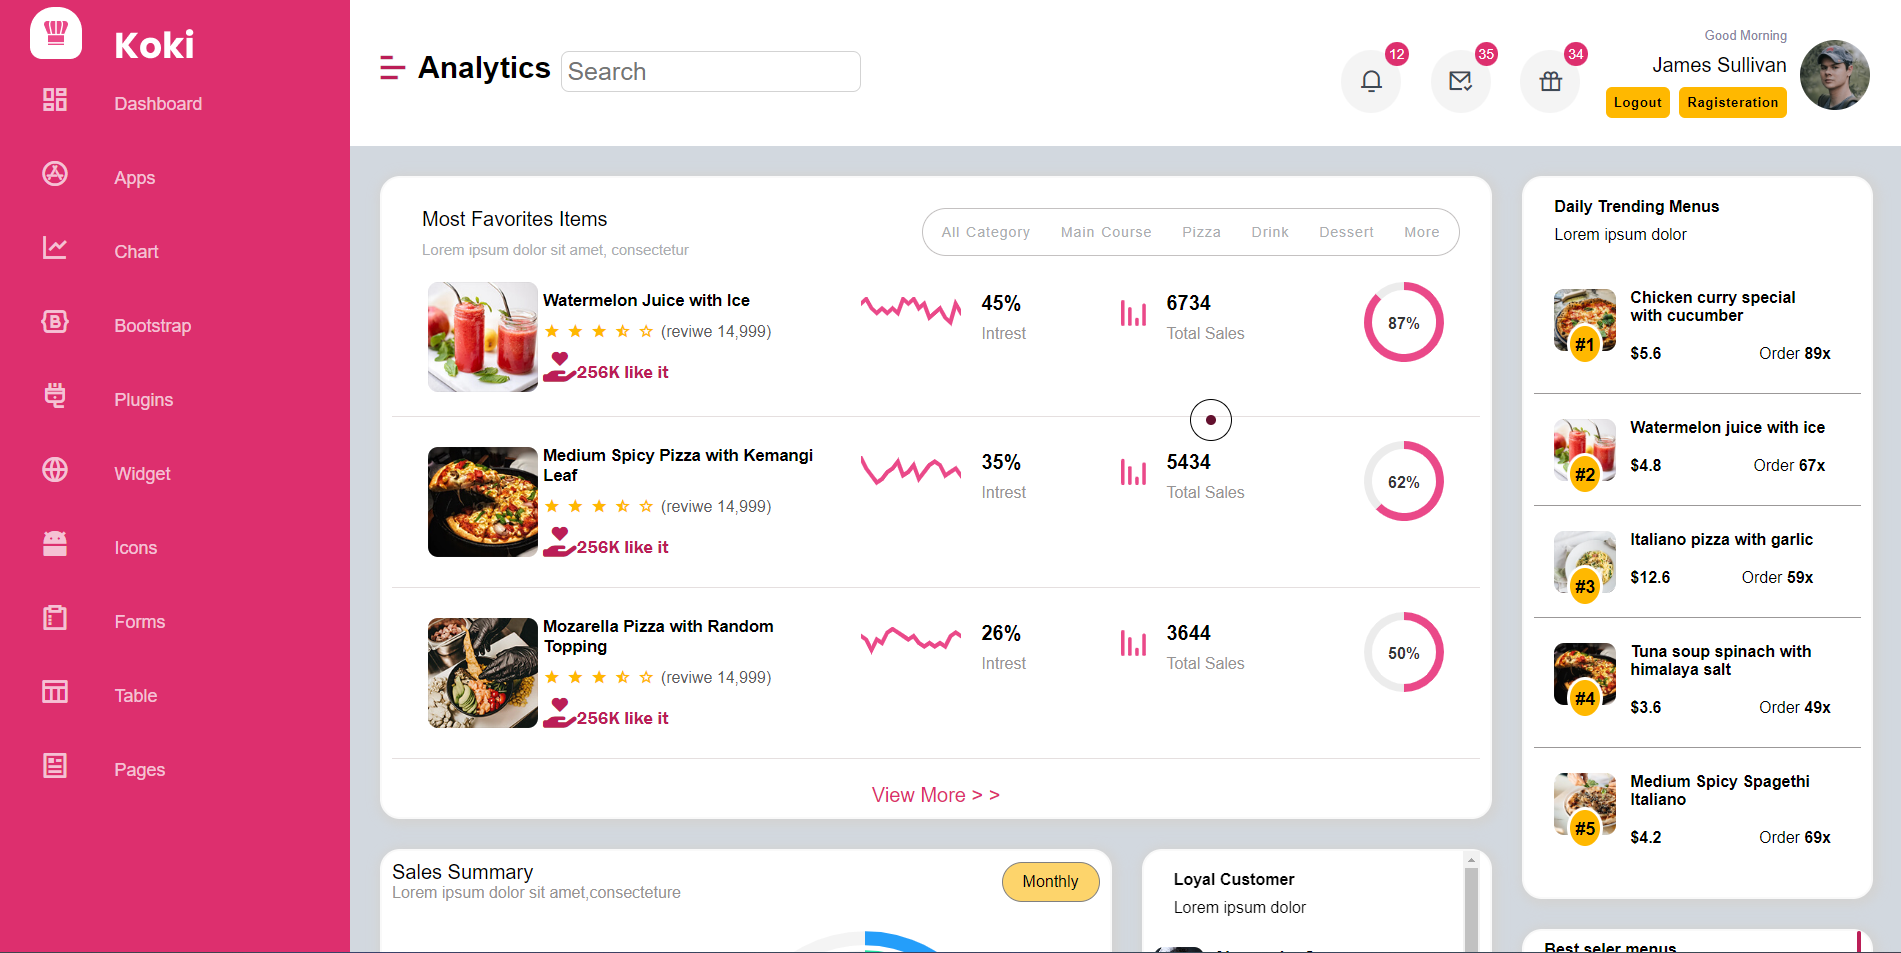 Koki
Dashboard
Apps
Chart
Bootstrap
Plugins
Widget
Icons
Forms
Table
Pages
Analytics
Search
12
35
34
Good Morning
James Sullivan
Logout
Ragisteration
Most Favorites Items
Lorem ipsum dolor sit amet, consectetur
All Category Main Course Pizza Drink Dessert More
Watermelon Juice with Ice
(reviwe 14,999)
256K like it
45%
Intrest
6734
Total Sales
87%
Medium Spicy Pizza with Kemangi
Leaf
(reviwe 14,999)
256K like it
35%
Intrest
5434
Total Sales
62%
Mozarella Pizza with Random
Topping
(reviwe 14,999)
256K like it
26%
Intrest
3644
Total Sales
50%
View More > >
Daily Trending Menus
Lorem ipsum dolor
Chicken curry special
with cucumber
#1
$5.6 Order 89x
Watermelon juice with ice
#2
$4.8 Order 67x
Italiano pizza with garlic
#3
$12.6 Order 59x
Tuna soup spinach with
himalaya salt
#4
$3.6 Order 49x
Medium Spicy Spagethi
Italiano
#5
$4.2 Order 69x
Sales Summary
Lorem ipsum dolor sit amet,consecteture
Monthly
Loyal Customer
Lorem ipsum dolor
Best seler menus